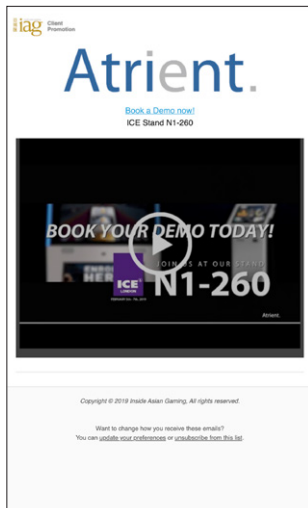 iag Client
Promotion
Atrient.
Book a Demo now!
ICE Stand N1-260
BOOK YOUR DEMO TODAY!
JOIN US AT OUR STAND
ICE
LONDON
N1-260
Atrient.
Copyright © 2019 Inside Asian Gaming, All rights reserved.
Want to change how you receive these emails?
You can update your preferences or unsubscribe from this list.